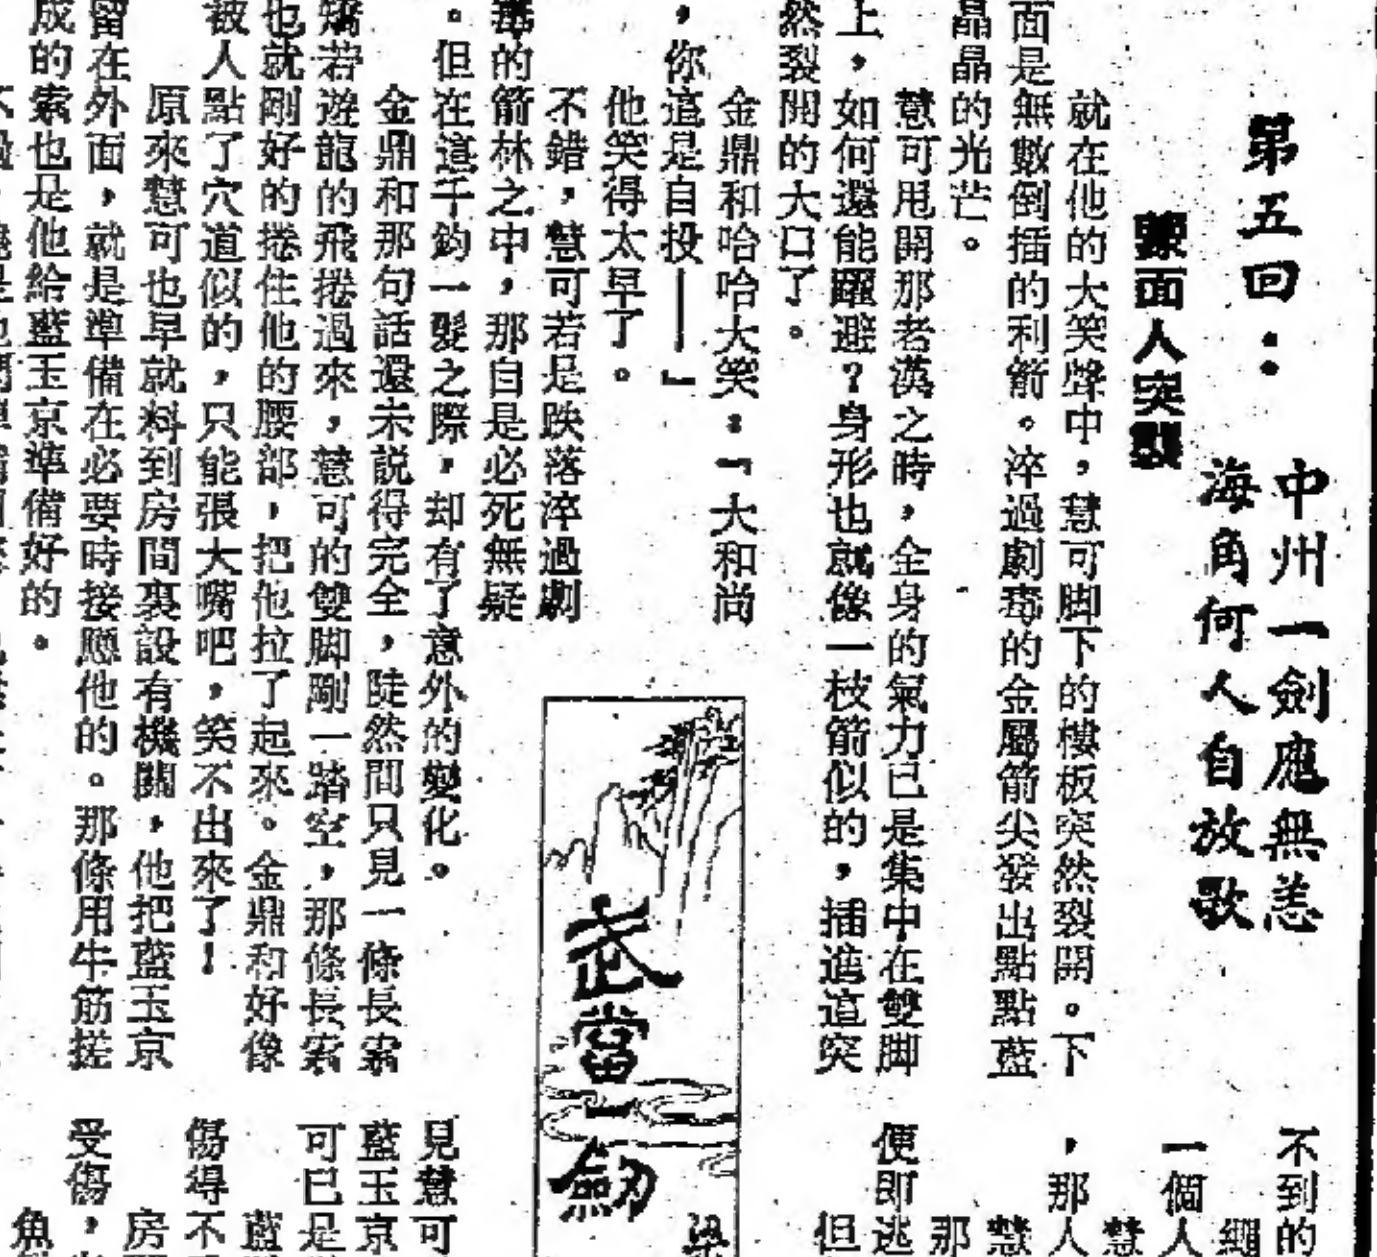 第五回：
中州一劍應無恙
海角何人自放歌
蒙面人突襲
就在他的大笑聲中，慧可脚下的樓板突然裂開。下
面是無數倒插的利箭。淬過劇毒的金屬箭尖發出點點藍
晶晶的光芒。
慧可甩開那老漢之時，全身的氣力已是集中在雙脚
上，如何還能躍避？身形也就像一枝箭似的，插進這突
然裂開的大口了。
金鼎和哈哈大笑：「大和尚
，你這是自投——」
他笑得太早了。
不錯，慧可若是跌落淬過劇
毒的箭林之中，那自是必死無疑
。但在這千鈞一髮之際，却有了意外的變化。
金鼎和那句話還未説得完全，陡然間只見一條長索
矯若遊龍的飛捲過來，慧可的雙脚剛一踏空，那條長索
也就剛好的捲住他的腰部，把他拉了起來。金鼎和好像
被人點了穴道似的，只能張大嘴吧，笑不出來了！
原來慧可也早就料到房間裏設有機關，他把藍玉京
留在外面，就是準備在必要時接應他的。那條用牛筋搓
成的索也是他給藍玉京準備好的。
武當一劍
梁
不到的
繩
一個人
慧
，那人
慧
那
便即逃
但
見慧可
藍玉京
可已是
藍
傷得不
房
受傷，
魚